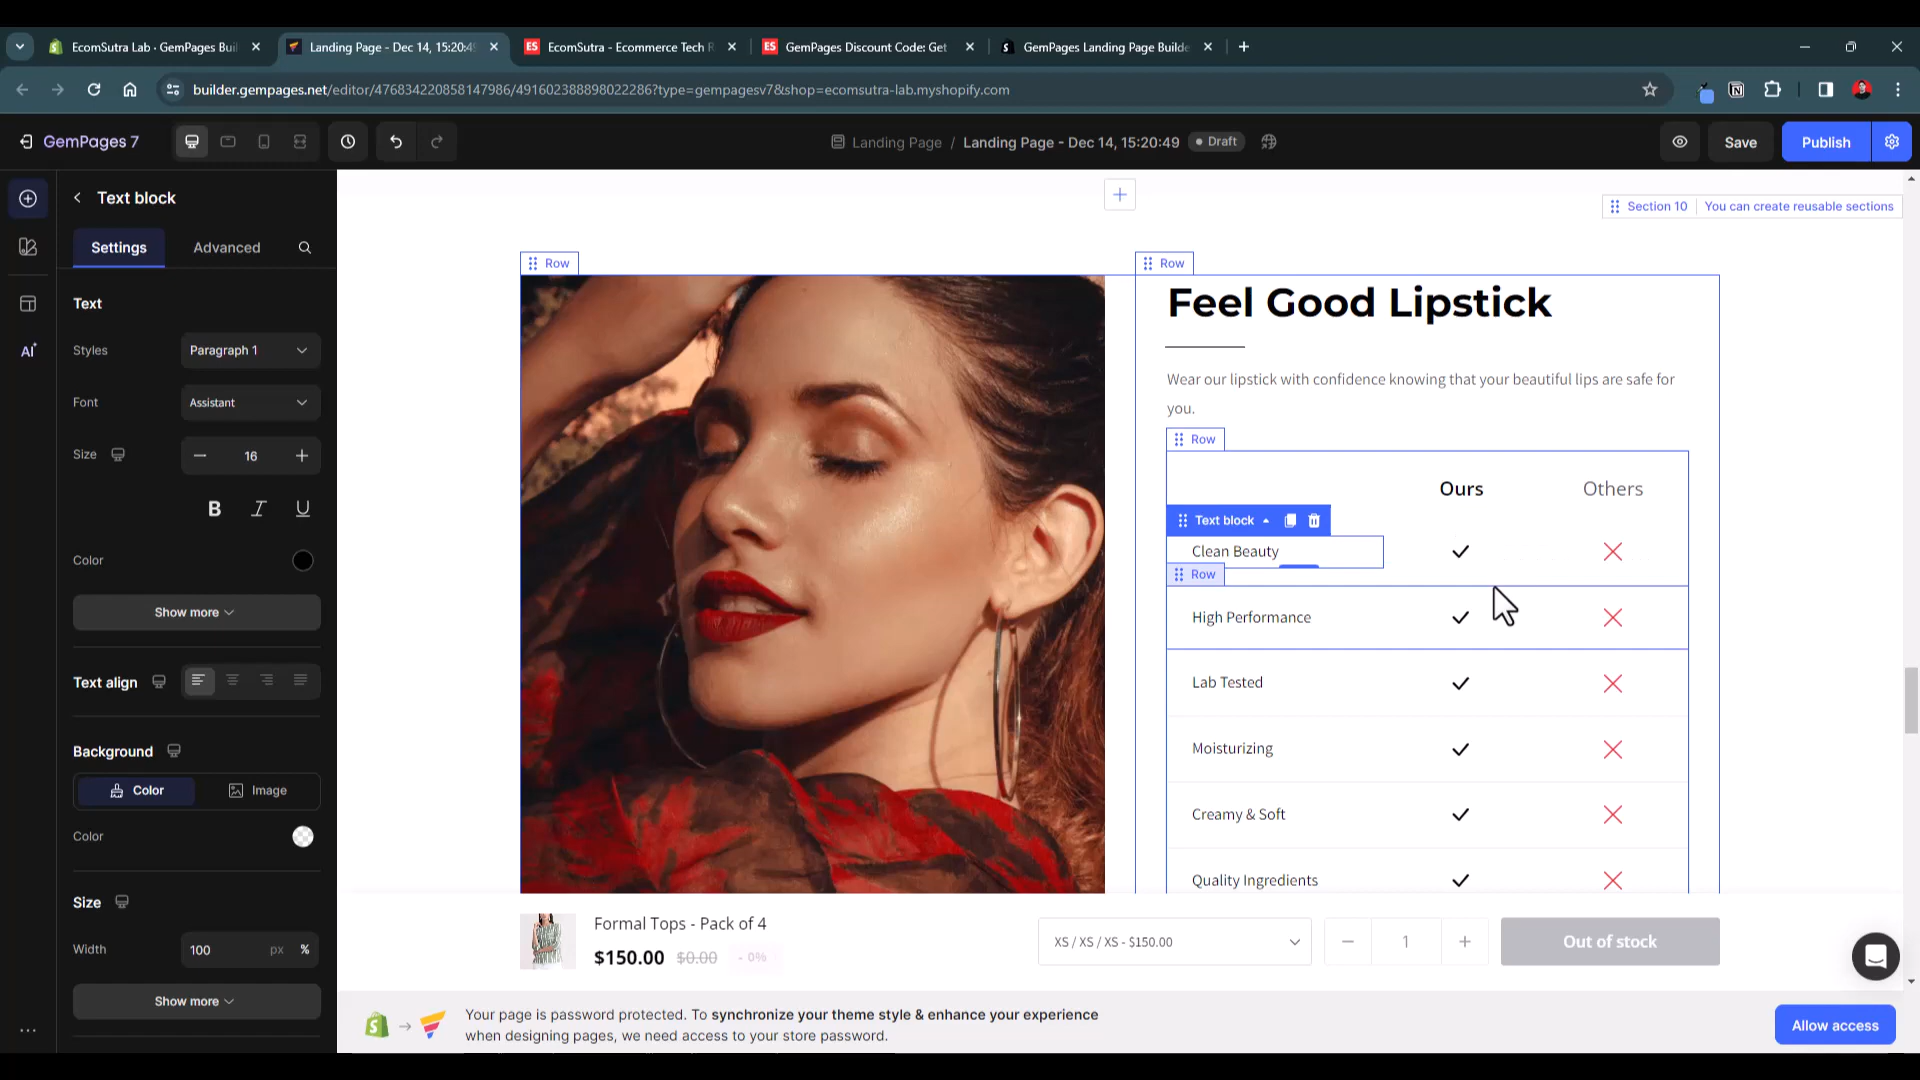 EcomSutra Lab · GemPages Buil
Landing Page - Dec 14, 15:20:4
EcomSutra - Ecommerce Tech R
GemPages Discount Code: Get
GemPages Landing Page Builde
builder.gempages.net/editor/476834220858147986/491602388898022286?type=gempagesv7&shop=ecomsutra-lab.myshopify.com
GemPages 7
Landing Page / Landing Page - Dec 14, 15:20:49
Draft
Save
Publish
Text block
Settings
Advanced
Text
Styles
Paragraph 1
Font
Assistant
Size
16
B I U
Color
Show more
Text align
Background
Color
Image
Color
Size
Width
100 px %
Show more
AI
Section 10
You can create reusable sections
Row
Row
Feel Good Lipstick
Wear our lipstick with confidence knowing that your beautiful lips are safe for
you.
Row
Ours
Others
Text block
Clean Beauty
Row
High Performance
Lab Tested
Moisturizing
Creamy & Soft
Quality Ingredients
Formal Tops - Pack of 4
$150.00 $0.00 - 0%
XS / XS / XS - $150.00
1
Out of stock
Your page is password protected. To synchronize your theme style & enhance your experience
when designing pages, we need access to your store password.
Allow access